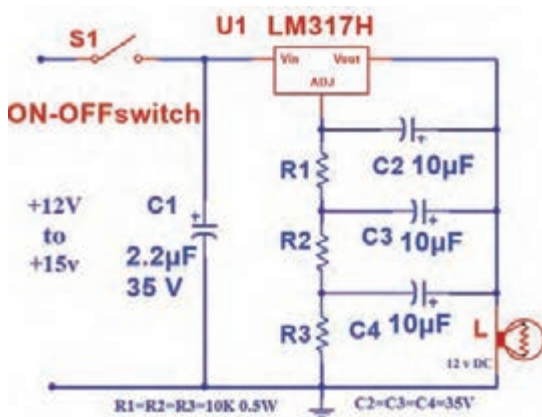 U1 LM317H
S1
Vin
Vout
ADJ
ON-OFFswitch
R1
C2 10µF
+12V
to
+15v
C1
2.2µF
35 V
R2
C3 10µF
R3
C4
10µF
L
12 v DC
R1=R2=R3=10K 0.5W
C2=C3=C4=35V